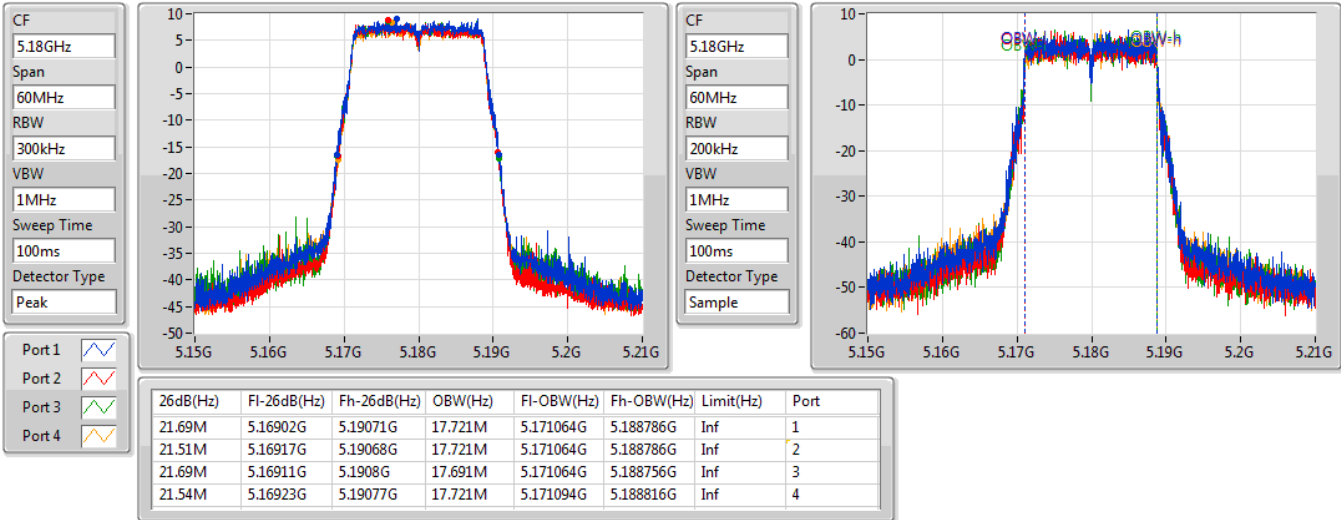 CF
5.18GHz
Span
60MHz
RBW
300kHz
VBW
1MHz
Sweep Time
100ms
Detector Type
Peak
10-
5-
0-
-5-
-10-
-15-
-20-
-25-
-30-
-35-
-40-
-45-
-50-
5.15G 5.16G 5.17G 5.18G 5.19G 5.2G 5.21G
CF
5.18GHz
Span
60MHz
RBW
200kHz
VBW
1MHz
Sweep Time
100ms
Detector Type
Sample
10-
0-
-10-
-20-
-30-
-40-
-50-
-60-
OBW-h
5.15G 5.16G 5.17G 5.18G 5.19G 5.2G 5.21G
Port 1
Port 2
Port 3
Port 4
26dB(Hz) Fl-26dB(Hz) Fh-26dB(Hz) OBW(Hz) Fl-OBW(Hz) Fh-OBW(Hz) Limit(Hz) Port
21.69M 5.16902G 5.19071G 17.721M 5.171064G 5.188786G Inf 1
21.51M 5.16917G 5.19068G 17.721M 5.171064G 5.188786G Inf 2
21.69M 5.16911G 5.1908G 17.691M 5.171064G 5.188756G Inf 3
21.54M 5.16923G 5.19077G 17.721M 5.171094G 5.188816G Inf 4